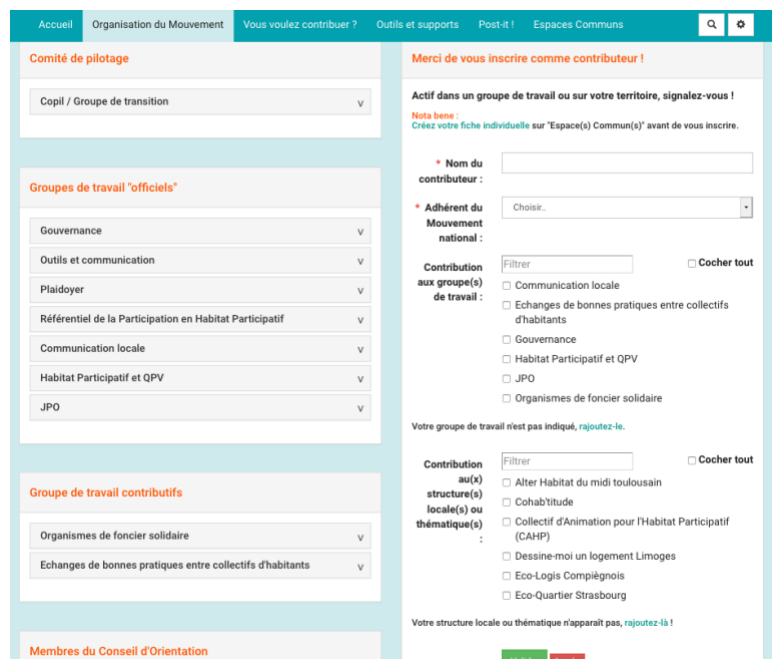 Accueil
Organisation du Mouvement
Vous voulez contribuer ?
Outils et supports
Post-it !
Espaces Communs
Comité de pilotage
Copil / Groupe de transition
Groupes de travail "officiels"
Gouvernance
Outils et communication
Plaidoyer
Référentiel de la Participation en Habitat Participatif
Communication locale
Habitat Participatif et QPV
JPO
Groupe de travail contributifs
Organismes de foncier solidaire
Echanges de bonnes pratiques entre collectifs d'habitants
Membres du Conseil d'Orientation
Merci de vous inscrire comme contributeur !
Actif dans un groupe de travail ou sur votre territoire, signalez-vous !
Nota bene :
Créez votre fiche individuelle sur "Espace(s) Commun(s)" avant de vous inscrire.
* Nom du
contributeur :
* Adhérent du
Mouvement
national :
Choisir..
Contribution
aux groupe(s)
de travail :
Filtrer
Cocher tout
Communication locale
Echanges de bonnes pratiques entre collectifs
d'habitants
Gouvernance
Habitat Participatif et QPV
JPO
Organismes de foncier solidaire
Votre groupe de travail n'est pas indiqué, rajoutez-le.
Contribution
au(x)
structure(s)
locale(s) ou
thématique(s)
:
Filtrer
Cocher tout
Alter Habitat du midi toulousain
Cohab'titude
Collectif d'Animation pour l'Habitat Participatif
(CAHP)
Dessine-moi un logement Limoges
Eco-Logis Compiègnois
Eco-Quartier Strasbourg
Votre structure locale ou thématique n'apparaît pas, rajoutez-là !